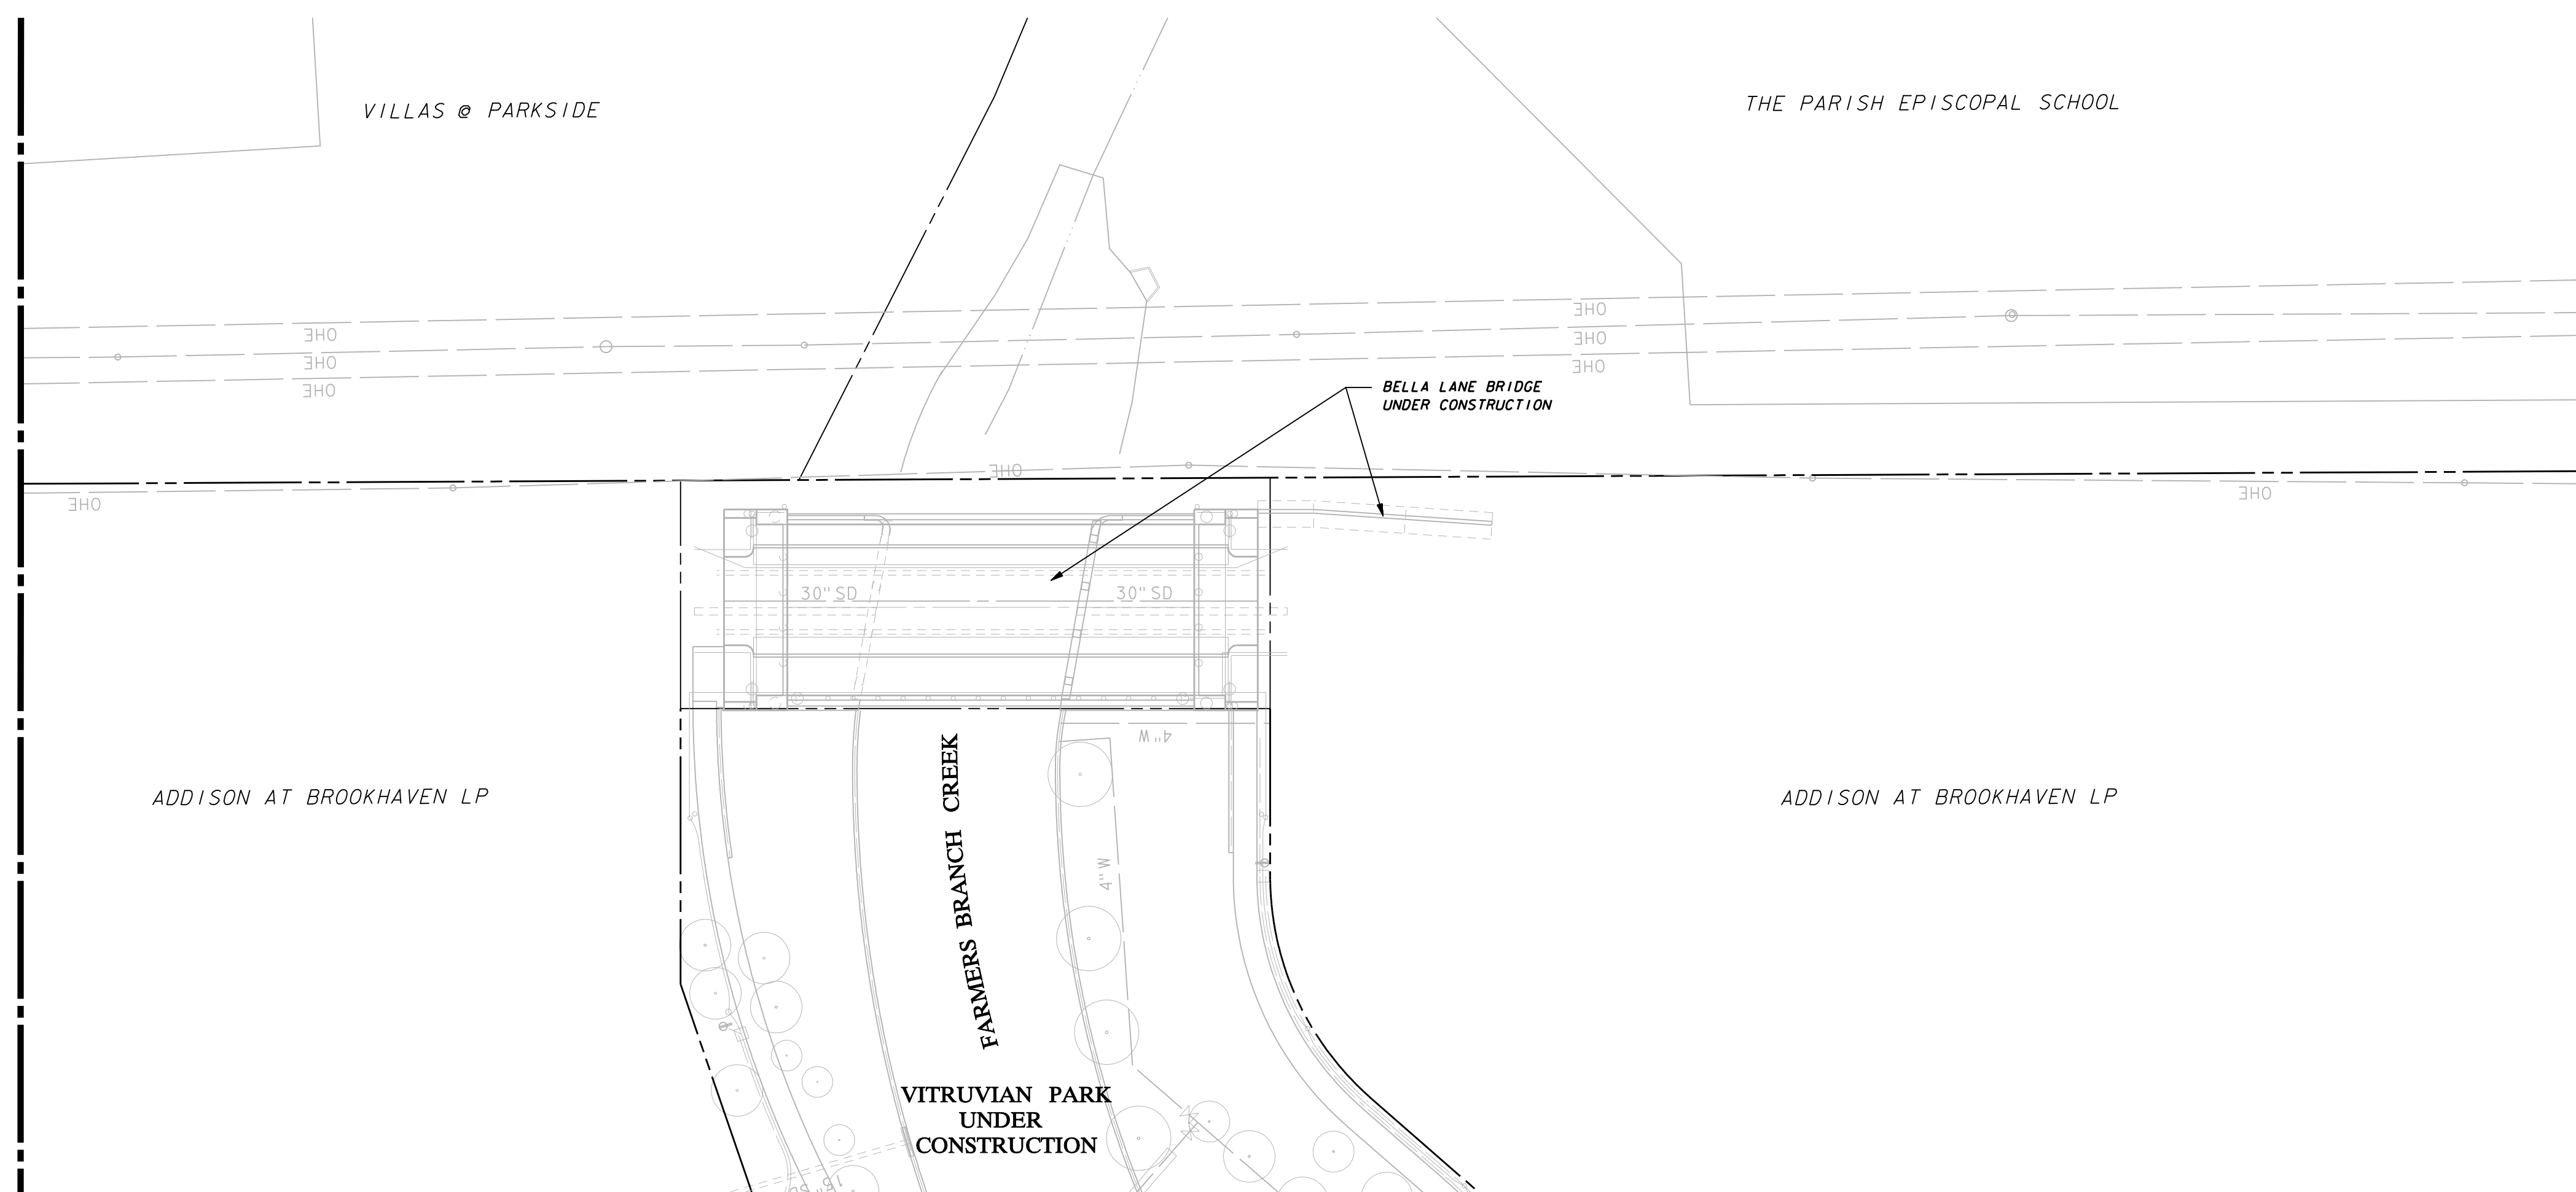 VILLAS @ PARKSIDE
THE PARISH EPISCOPAL SCHOOL
OHE
OHE
OHE
OHE
OHE
OHE
BELLA LANE BRIDGE
UNDER CONSTRUCTION
OHE
OHE
OHE
30" SD
30" SD
4" W
FARMERS BRANCH CREEK
ADDISON AT BROOKHAVEN LP
ADDISON AT BROOKHAVEN LP
4" W
VITRUVIAN PARK
UNDER
CONSTRUCTION